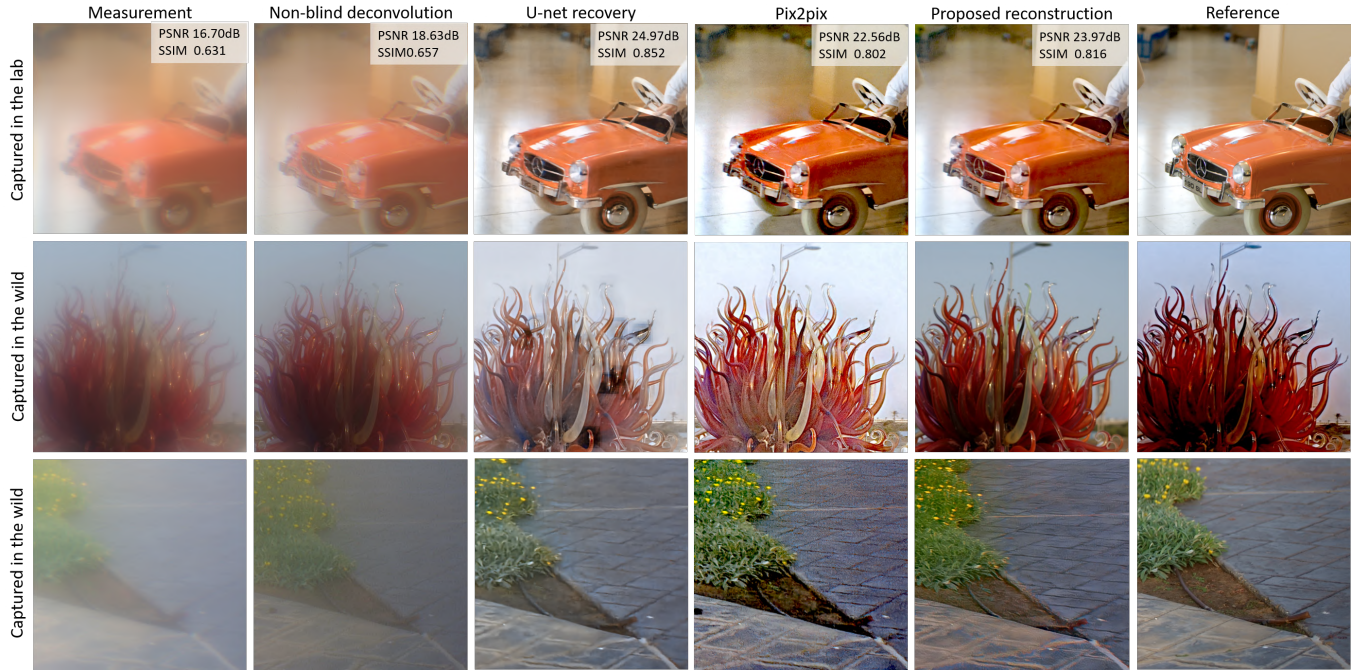 Measurement
Non-blind deconvolution
U-net recovery
Pix2pix
Proposed reconstruction
Reference
Captured in the lab
PSNR 16.70dB
SSIM 0.631
PSNR 18.63dB
SSIM0.657
PSNR 24.97dB
SSIM 0.852
PSNR 22.56dB
SSIM 0.802
PSNR 23.97dB
SSIM 0.816
Captured in the wild
Captured in the wild